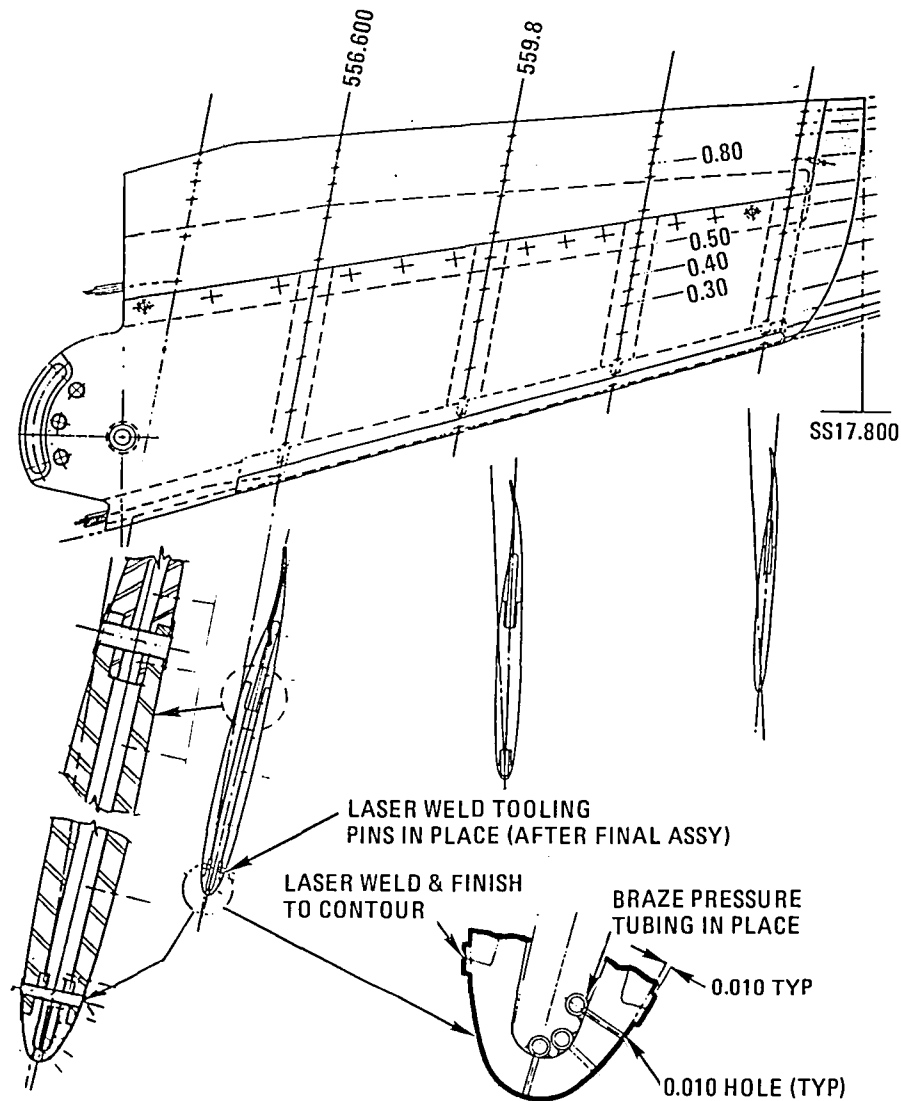 556.600
559.8
0.80
0.50
0.40
0.30
SS17.800
LASER WELD TOOLING
PINS IN PLACE (AFTER FINAL ASSY)
LASER WELD & FINISH
TO CONTOUR
BRAZE PRESSURE
TUBING IN PLACE
0.010 TYP
0.010 HOLE (TYP)